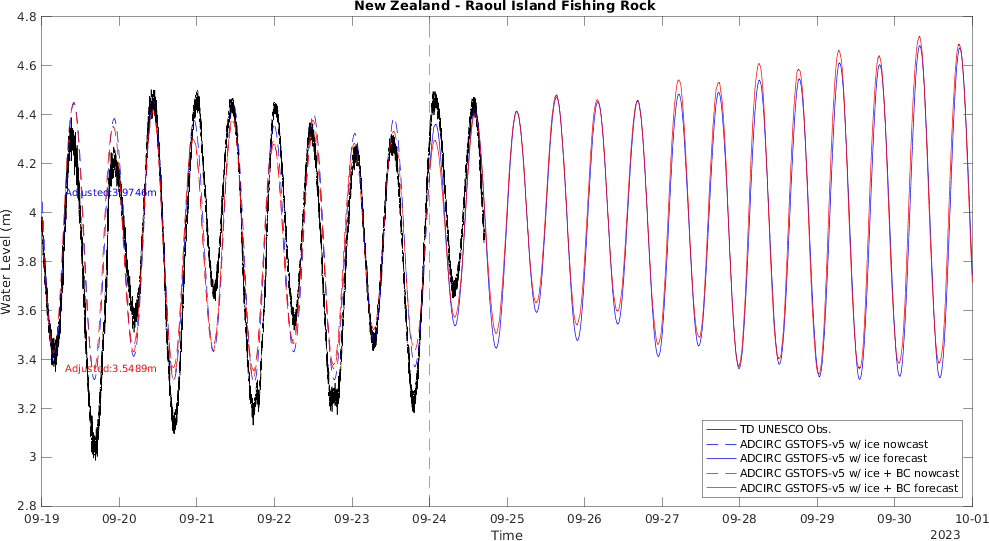 New Zealand - Raoul Island Fishing Rock
4.8
4.6
4.4
4.2
4
3.8
3.6
3.4
3.2
3
2.8
Water Level (m)
Adjusted:3.9746m
Adjusted:3.5489m
TD UNESCO Obs.
ADCIRC GSTOFS-v5 w/ ice nowcast
ADCIRC GSTOFS-v5 w/ ice forecast
ADCIRC GSTOFS-v5 w/ ice + BC nowcast
ADCIRC GSTOFS-v5 w/ ice + BC forecast
09-19 09-20 09-21 09-22 09-23 09-24 09-25 09-26 09-27 09-28 09-29 09-30 10-01
Time
2023